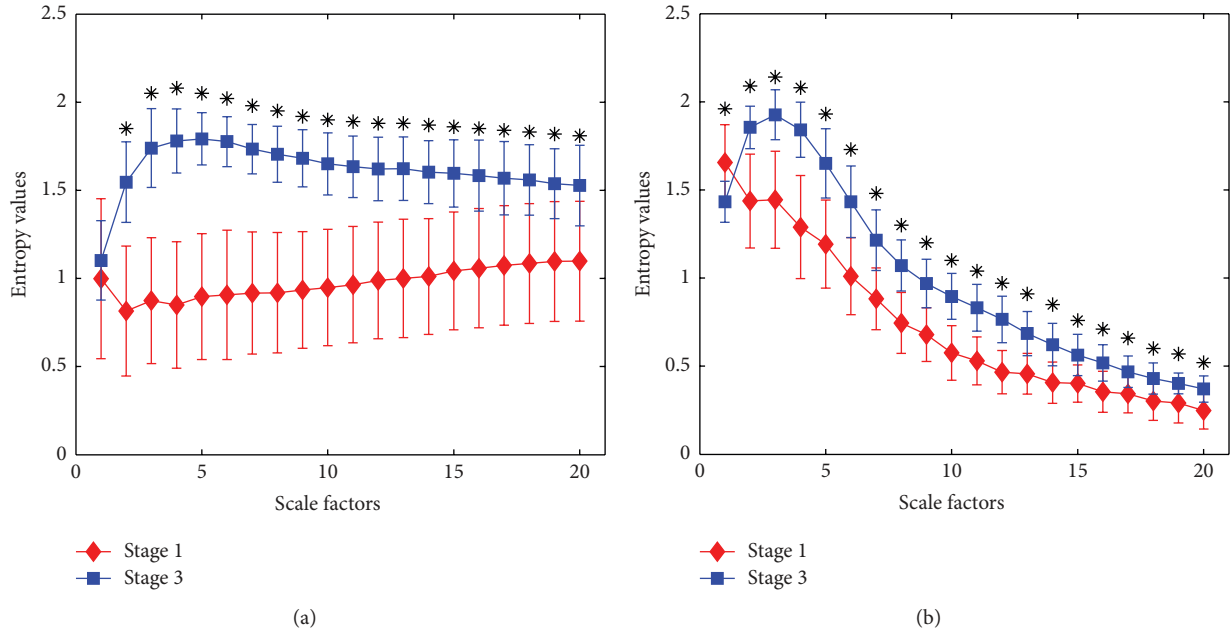 2.5
2
1.5
1
0.5
0
0 5 10 15 20
Entropy values
Scale factors
Stage 1
Stage 3
(a)
2.5
2
1.5
1
0.5
0
0 5 10 15 20
Entropy values
Scale factors
Stage 1
Stage 3
(b)